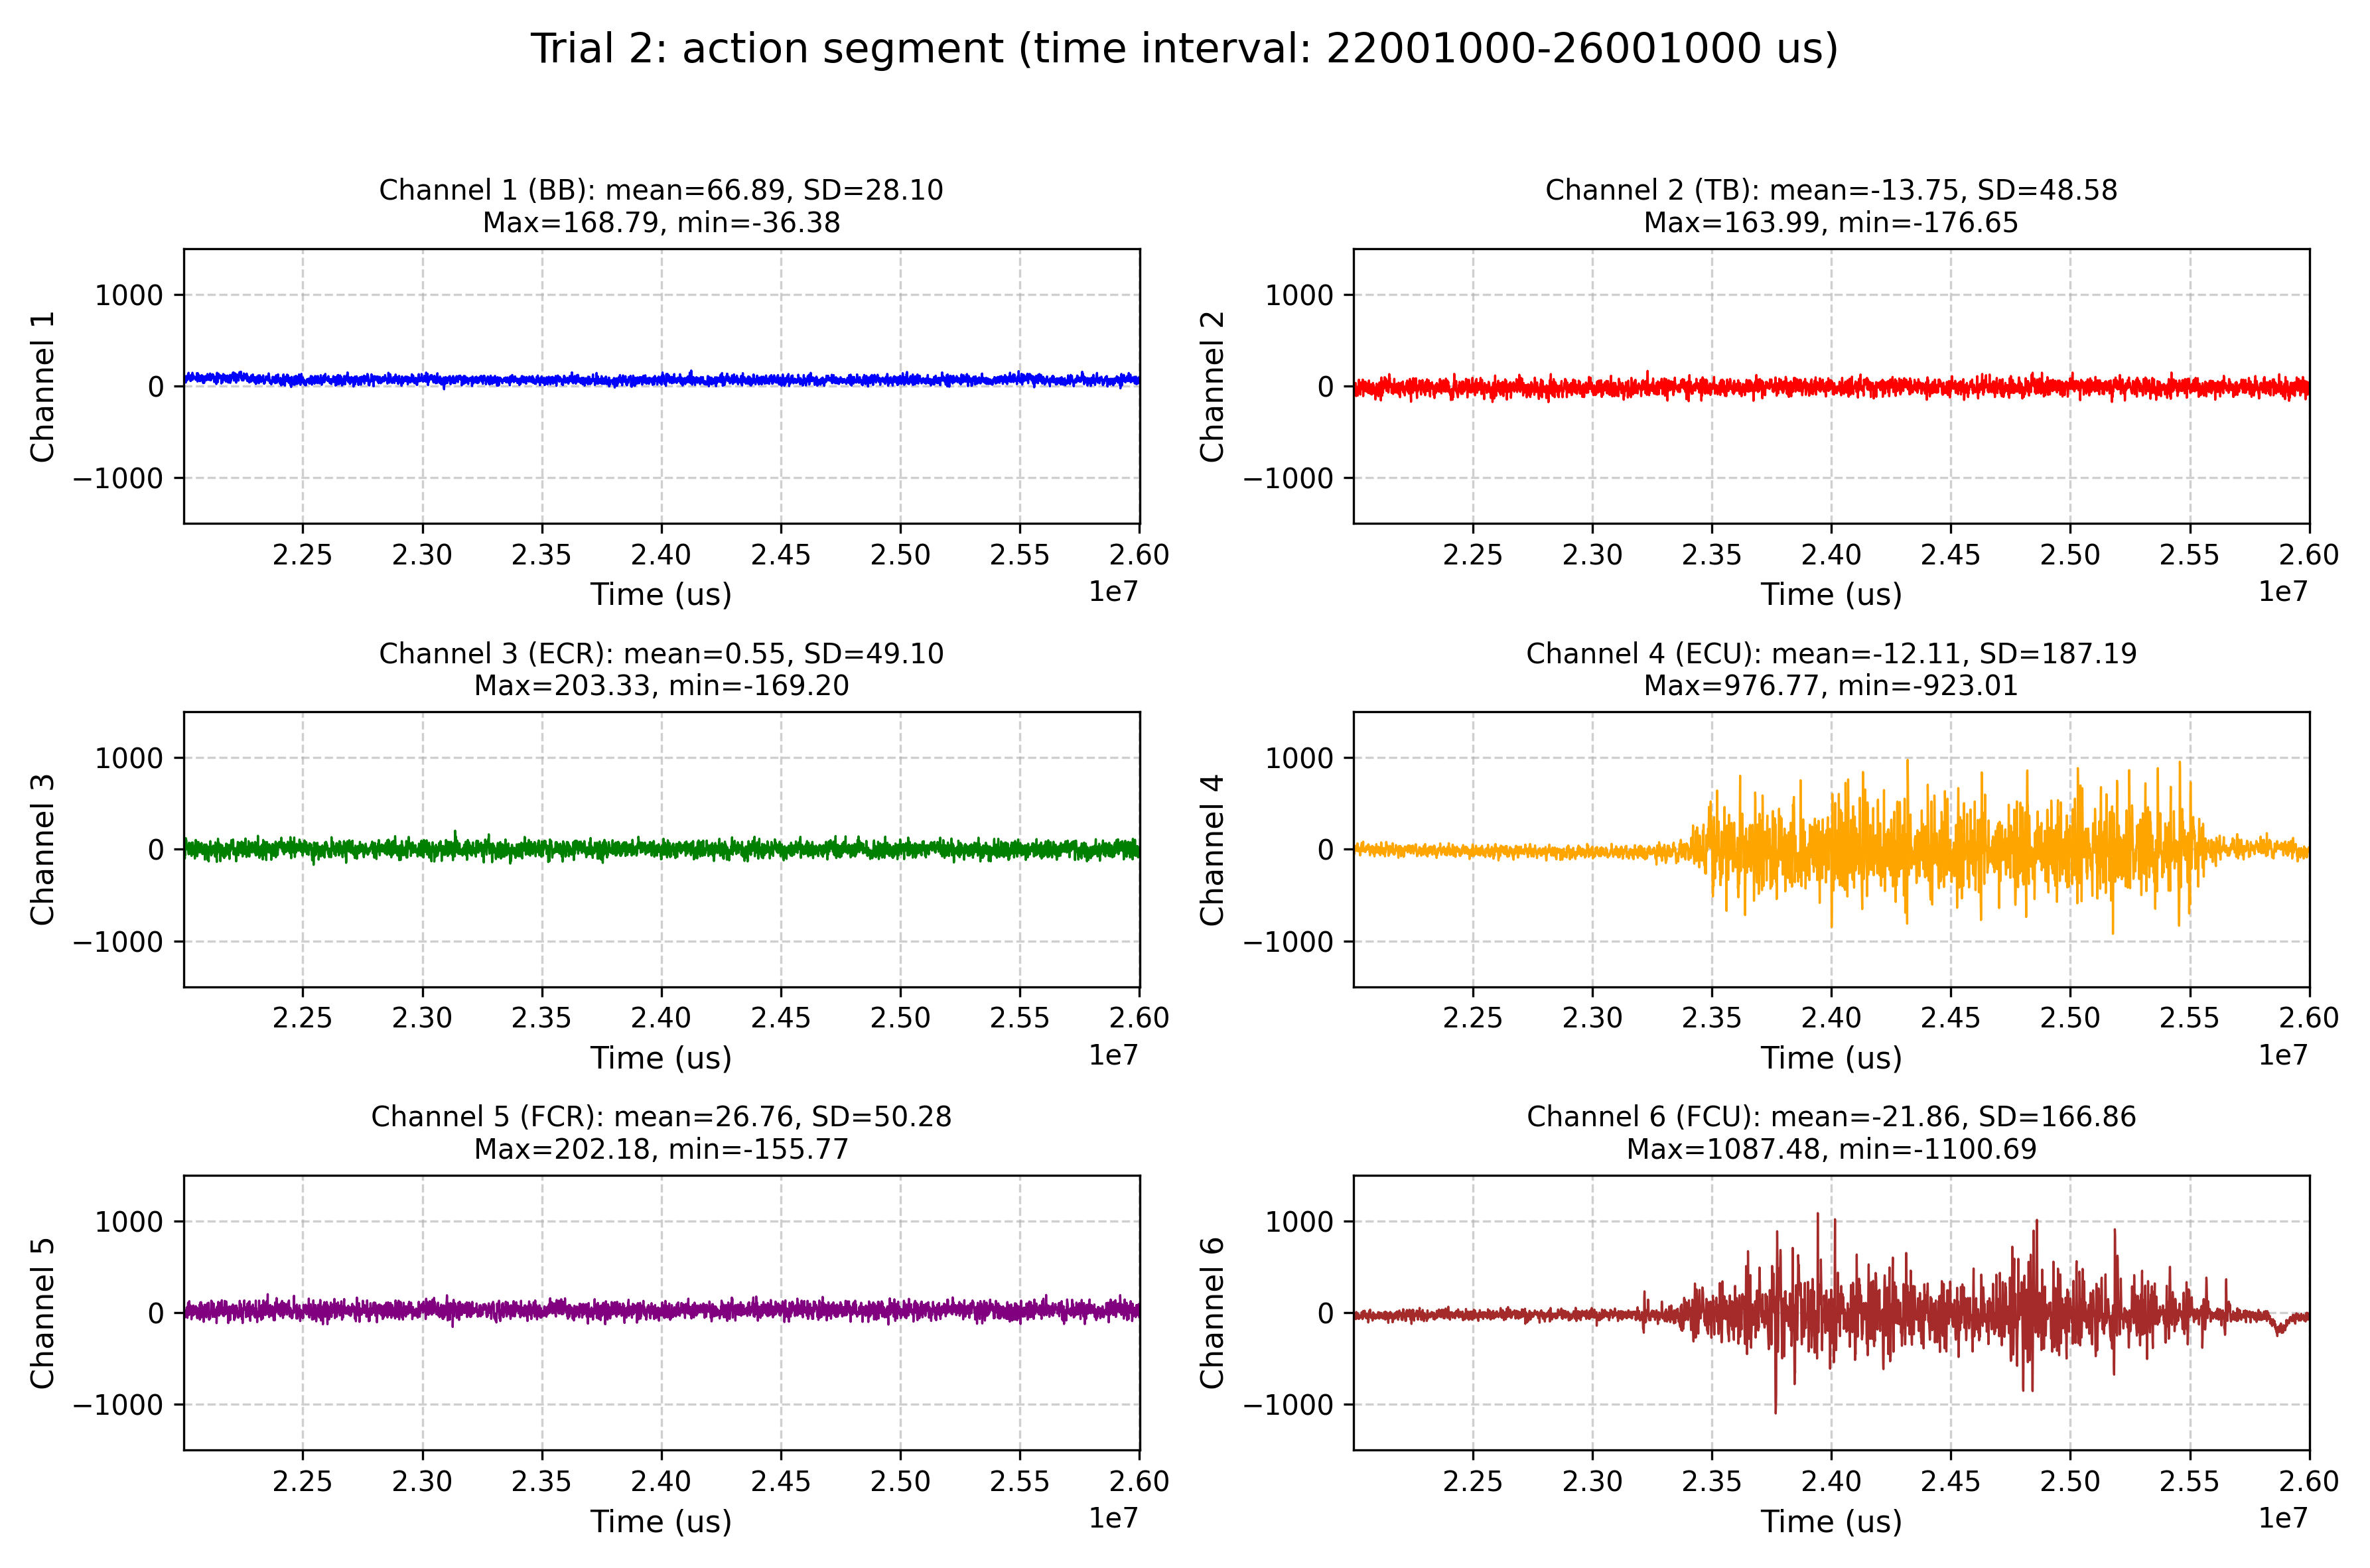 Trial 2: action segment (time interval: 22001000-26001000 us)
Channel 1 (BB): mean=66.89, SD=28.10
Max=168.79, min=-36.38
Channel 1
1000
0
−1000
2.25 2.30 2.35 2.40 2.45 2.50 2.55 2.60
Time (us)
1e7
Channel 2 (TB): mean=-13.75, SD=48.58
Max=163.99, min=-176.65
Channel 2
1000
0
−1000
2.25 2.30 2.35 2.40 2.45 2.50 2.55 2.60
Time (us)
1e7
Channel 3 (ECR): mean=0.55, SD=49.10
Max=203.33, min=-169.20
Channel 3
1000
0
−1000
2.25 2.30 2.35 2.40 2.45 2.50 2.55 2.60
Time (us)
1e7
Channel 4 (ECU): mean=-12.11, SD=187.19
Max=976.77, min=-923.01
Channel 4
1000
0
−1000
2.25 2.30 2.35 2.40 2.45 2.50 2.55 2.60
Time (us)
1e7
Channel 5 (FCR): mean=26.76, SD=50.28
Max=202.18, min=-155.77
Channel 5
1000
0
−1000
2.25 2.30 2.35 2.40 2.45 2.50 2.55 2.60
Time (us)
1e7
Channel 6 (FCU): mean=-21.86, SD=166.86
Max=1087.48, min=-1100.69
Channel 6
1000
0
−1000
2.25 2.30 2.35 2.40 2.45 2.50 2.55 2.60
Time (us)
1e7